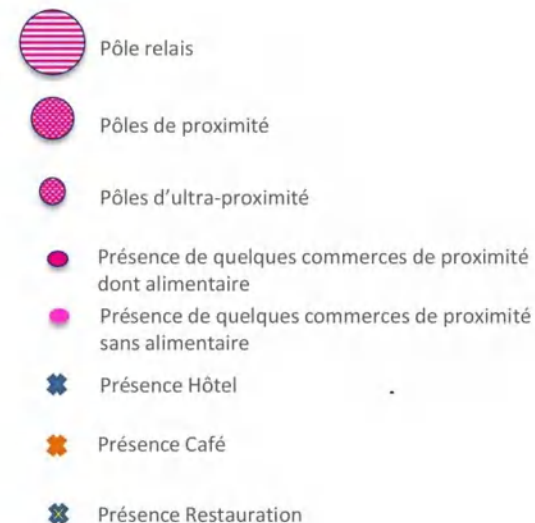 Pôle relais
Pôles de proximité
Pôles d'ultra-proximité
Présence de quelques commerces de proximité
dont alimentaire
Présence de quelques commerces de proximité
sans alimentaire
Présence Hôtel
Présence Café
Présence Restauration